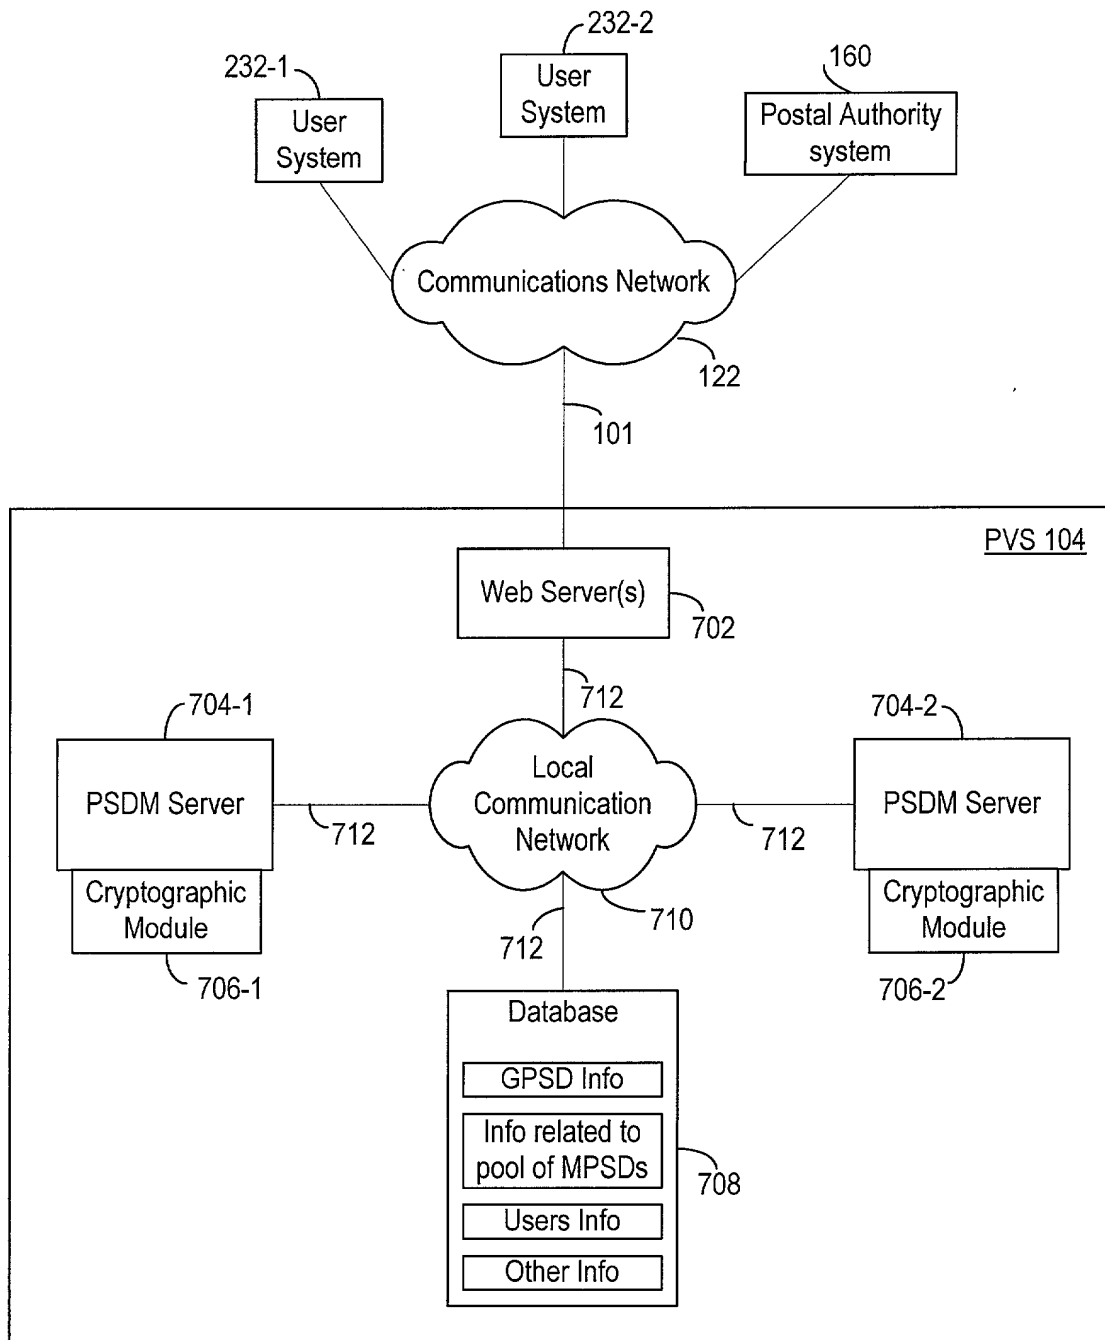 232-2
232-1
160
User
System
User
System
Postal Authority
system
Communications Network
122
101
PVS 104
Web Server(s)
702
712
704-1
704-2
PSDM Server
Local
Communication
Network
PSDM Server
712
712
Cryptographic
Module
Cryptographic
Module
710
712
706-1
706-2
Database
GPSD Info
Info related to
pool of MPSDs
708
Users Info
Other Info